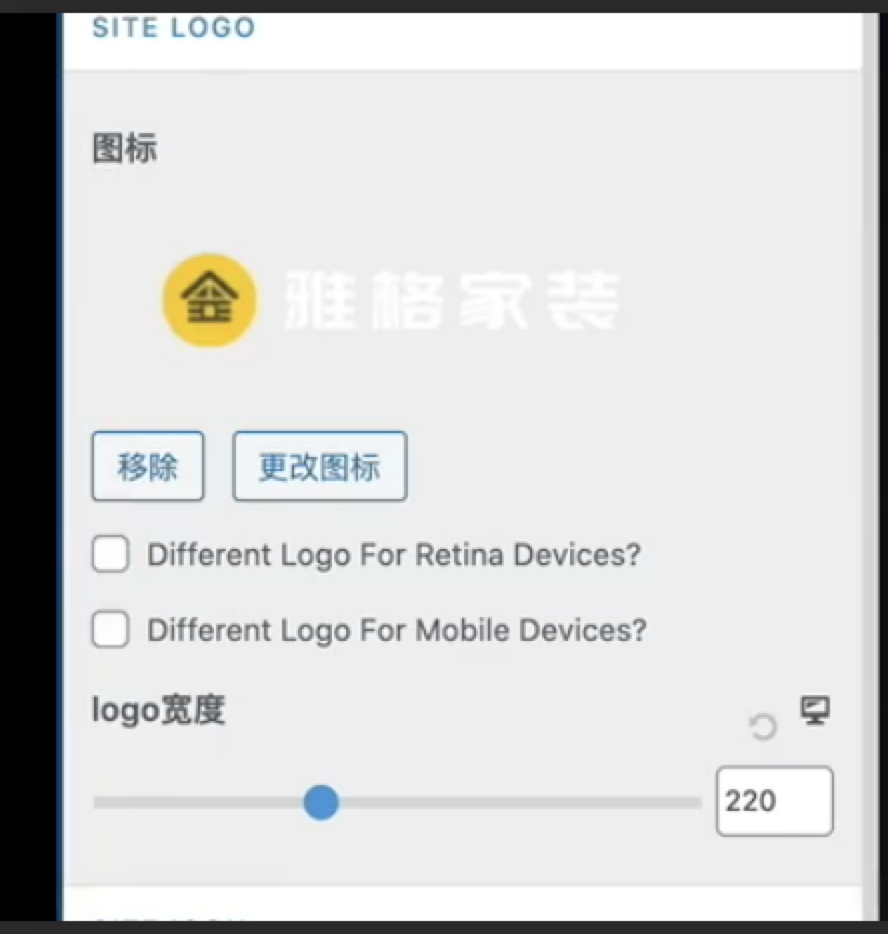 SITE LOGO
图标
雅格家装
移除
更改图标
Different Logo For Retina Devices?
Different Logo For Mobile Devices?
logo宽度
220